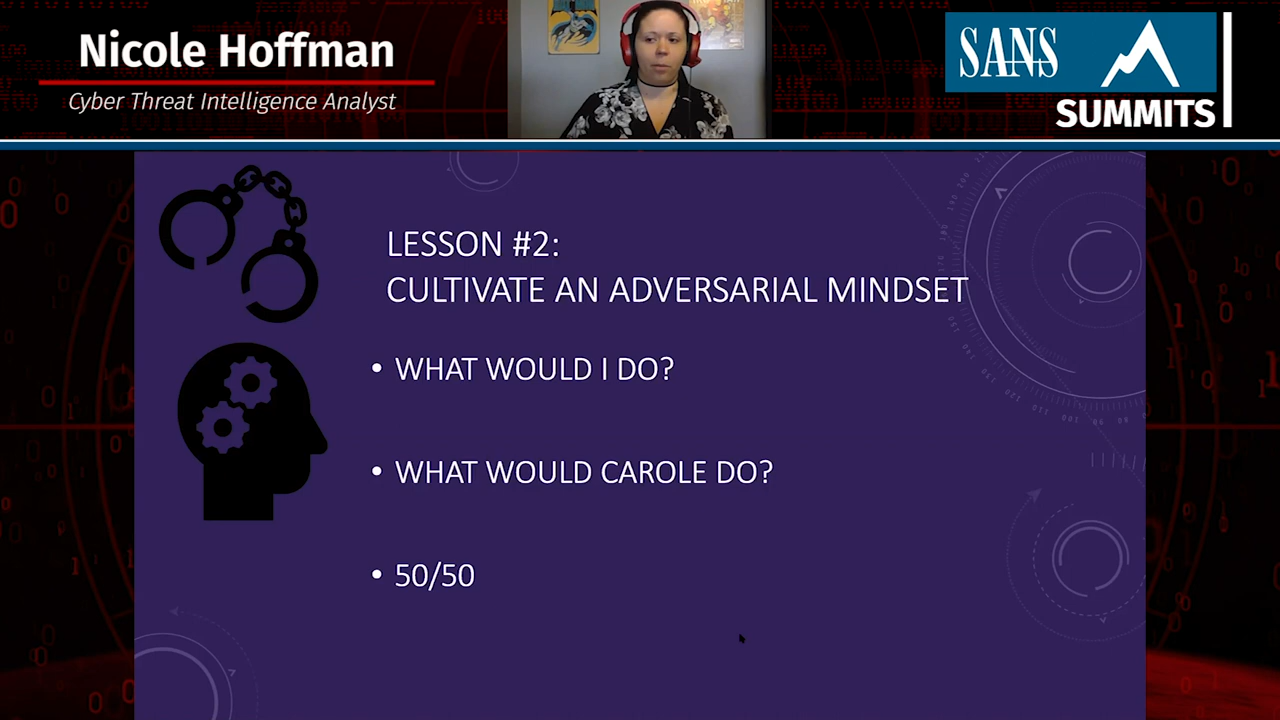 Nicole Hoffman
Cyber Threat Intelligence Analyst
SANS
SUMMITS
LESSON #2:
CULTIVATE AN ADVERSARIAL MINDSET
• WHAT WOULD I DO?
• WHAT WOULD CAROLE DO?
• 50/50